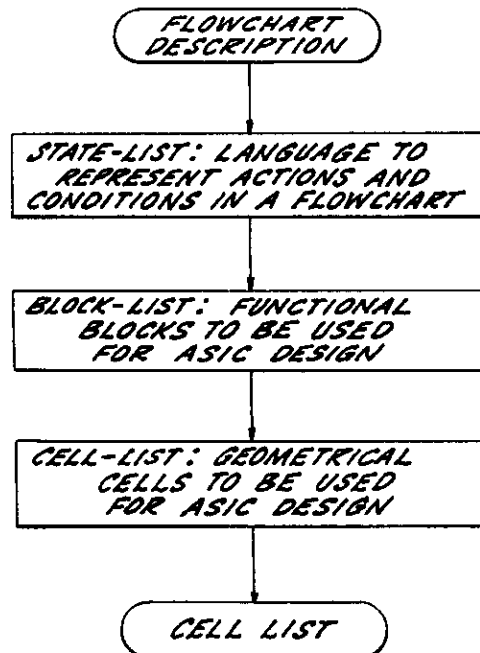 FLOWCHART
DESCRIPTION
STATE-LIST: LANGUAGE TO
REPRESENT ACTIONS AND
CONDITIONS IN A FLOWCHART
BLOCK-LIST: FUNCTIONAL
BLOCKS TO BE USED
FOR ASIC DESIGN
CELL-LIST: GEOMETRICAL
CELLS TO BE USED
FOR ASIC DESIGN
CELL LIST